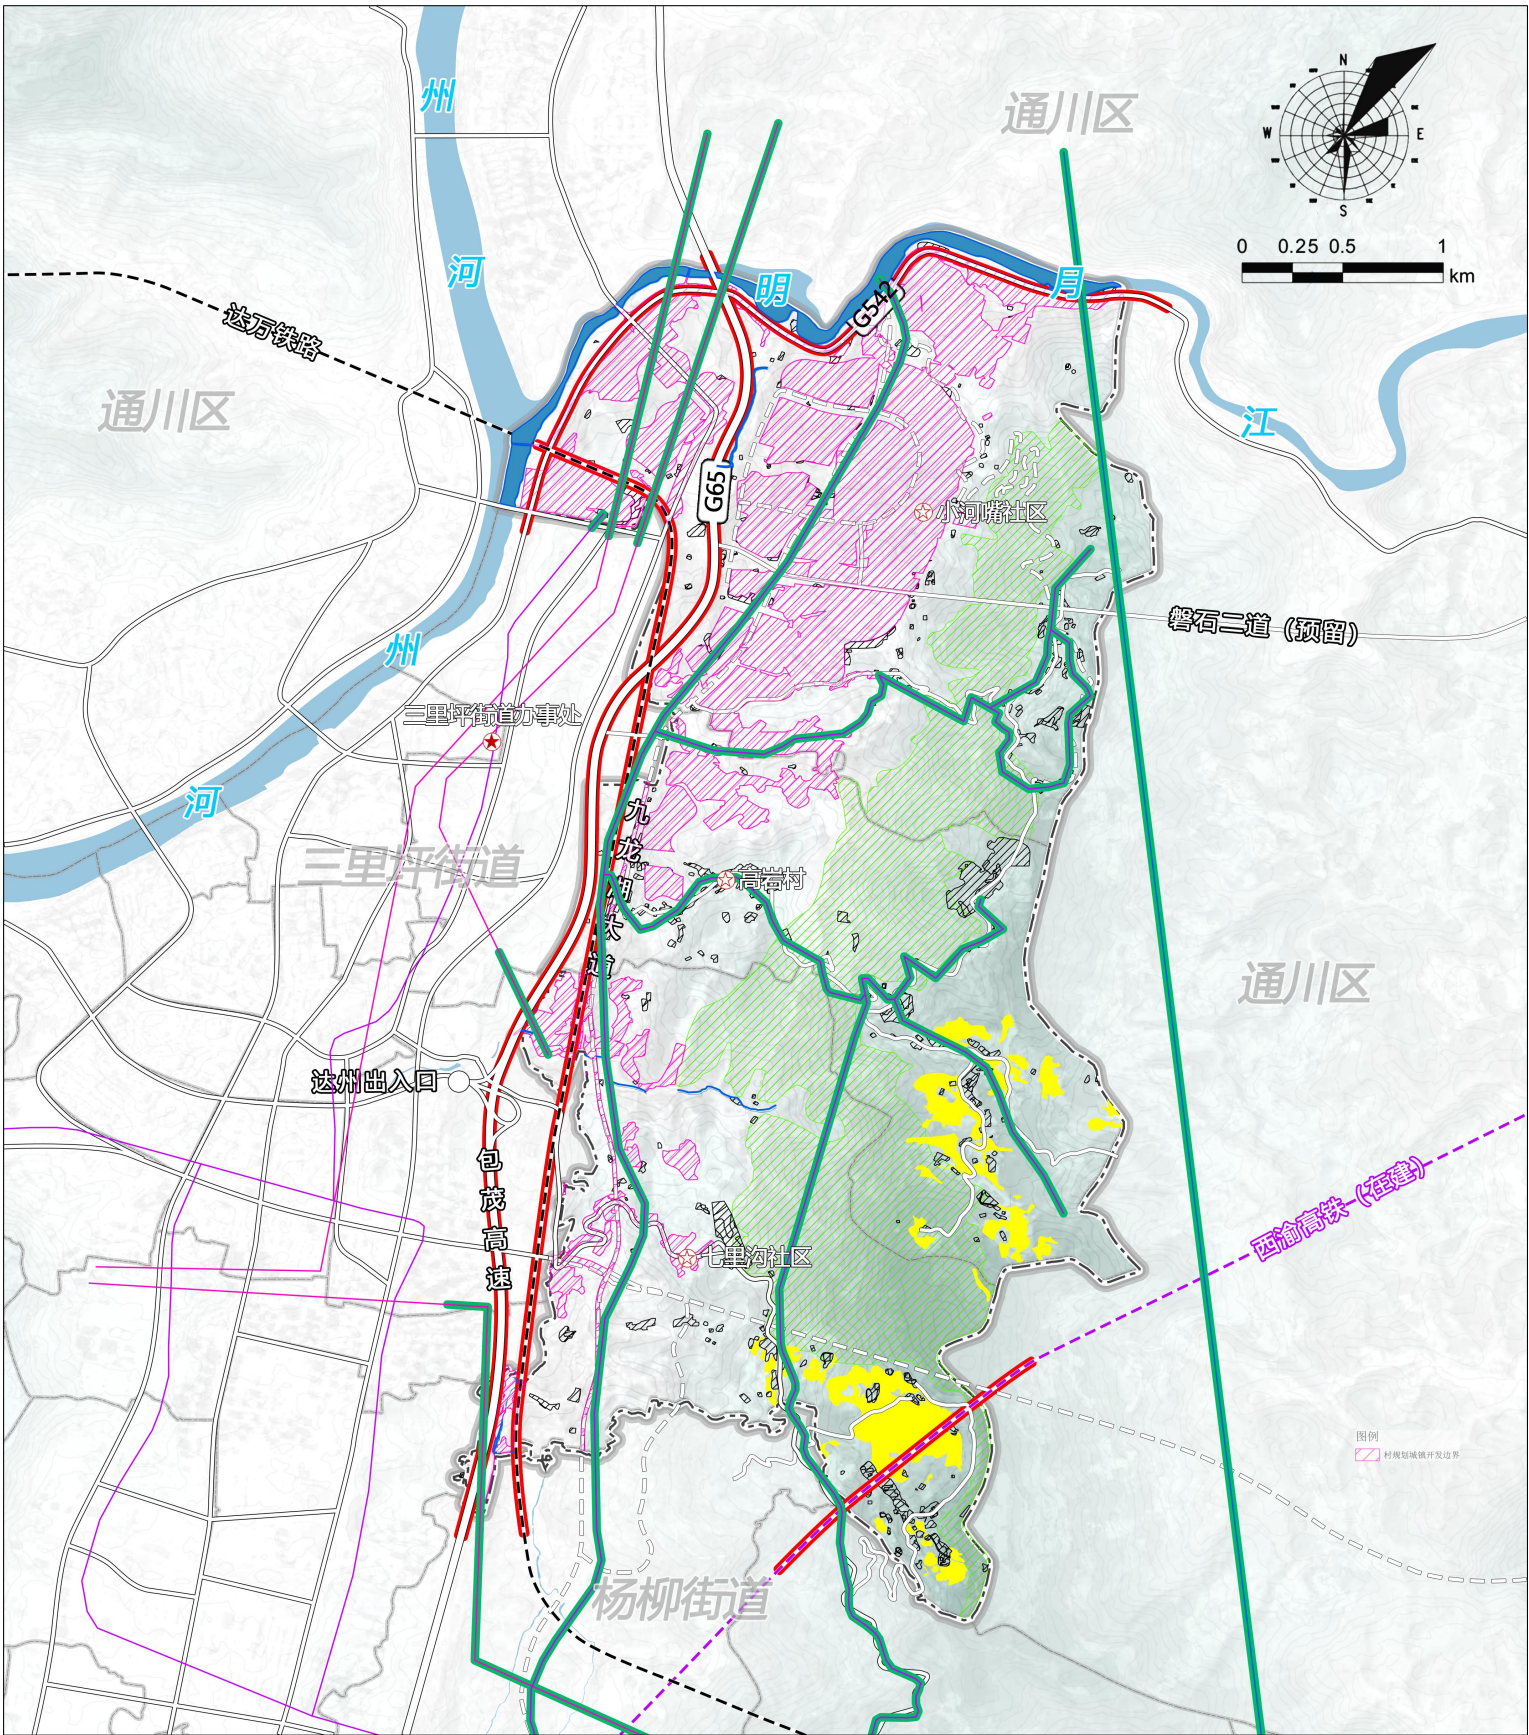 州
通川区
N
W
E
S
0 0.25 0.5 1
km
河
明
月
G542
达万铁路
通川区
江
G65
小河嘴社区
磐石二道（预留）
州
三里坪街道办事处
河
九龙湖大道
三里坪街道
高岩村
通川区
达州出入口
包茂高速
西渝高铁（在建）
七里沟社区
图例
村规划城镇开发边界
杨柳街道